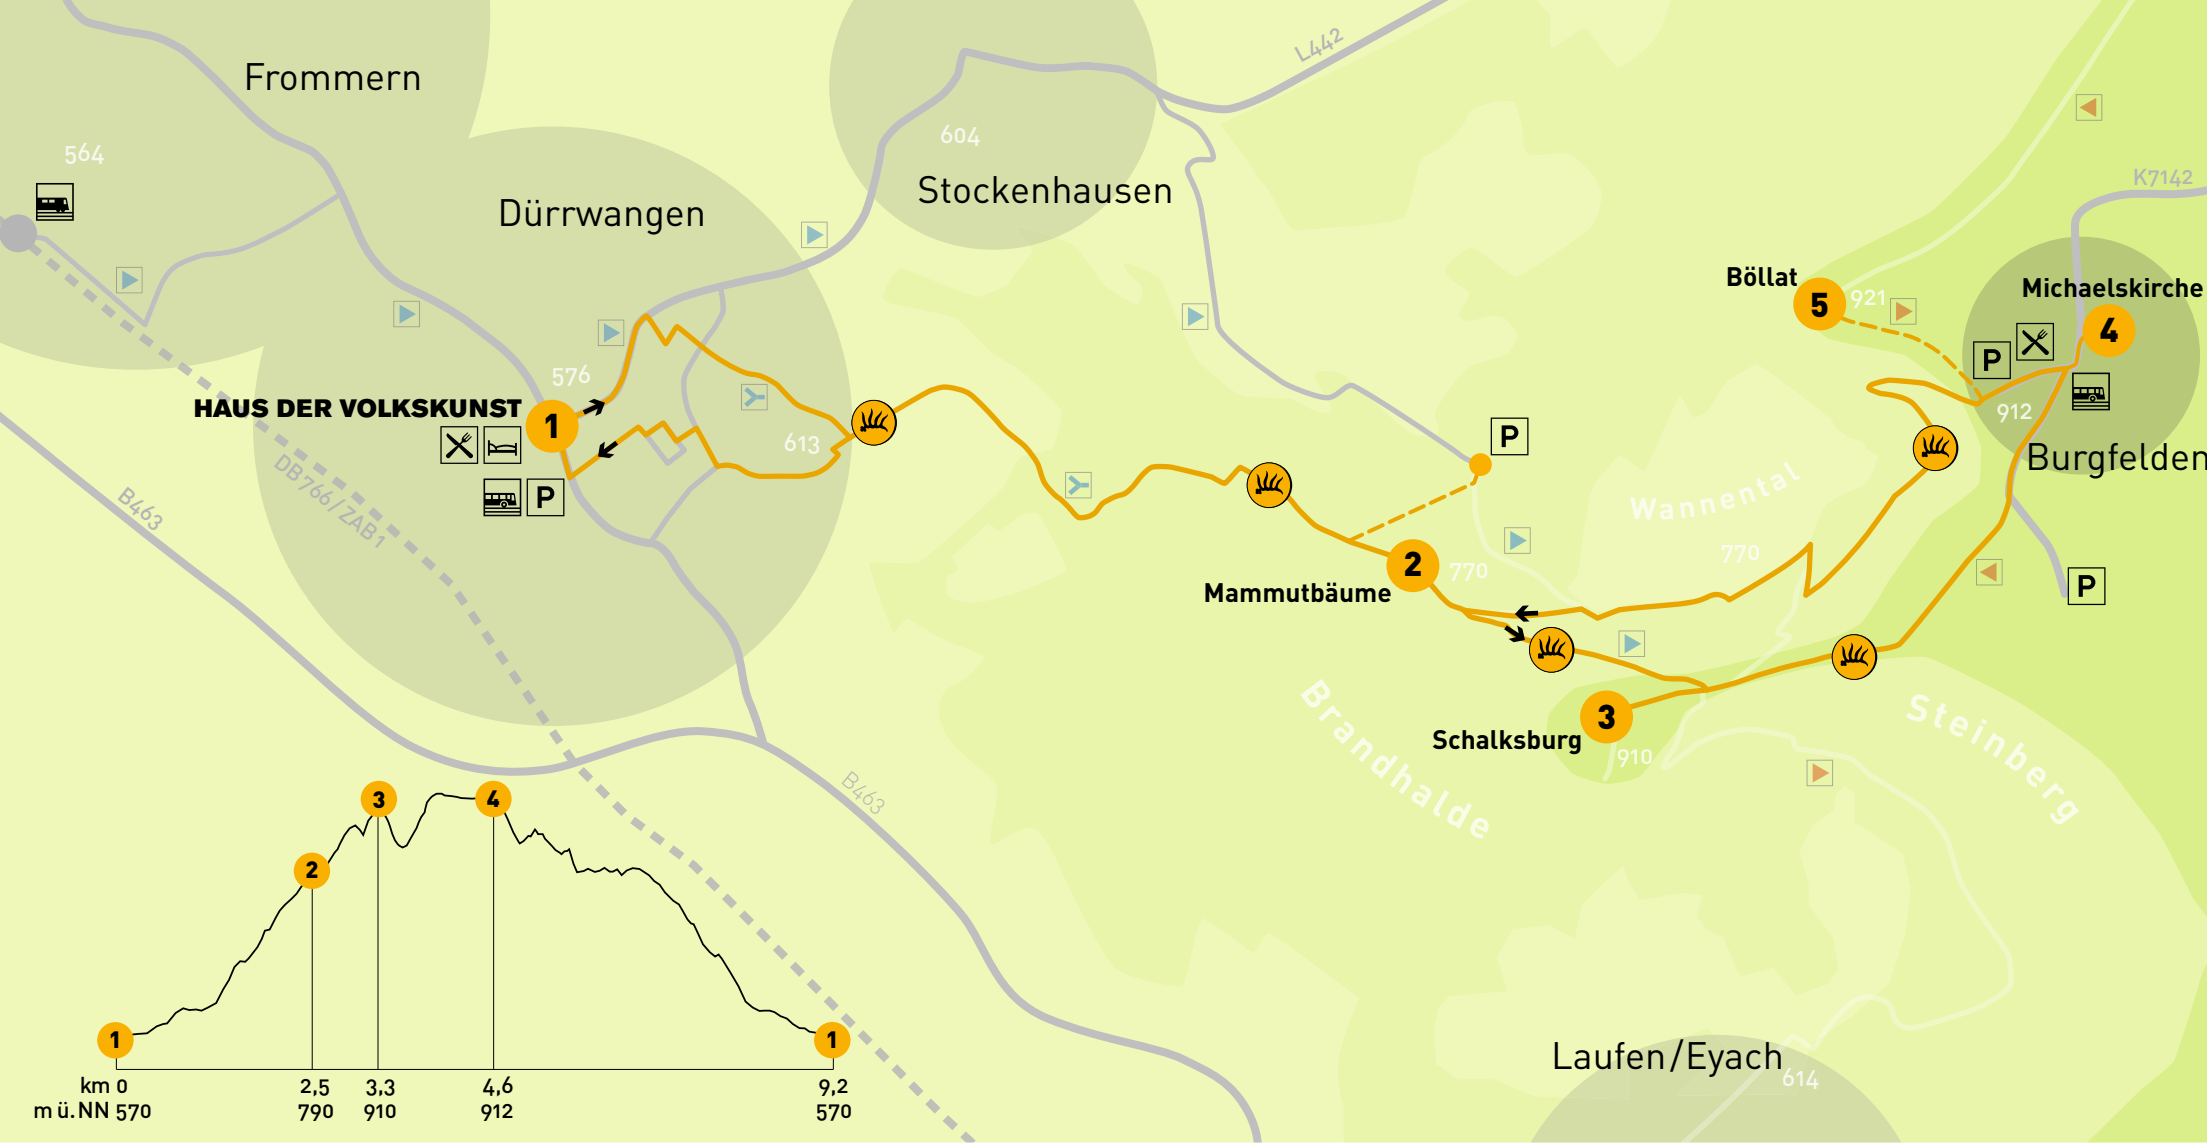 L442
Frommern
604
564
Stockenhausen
K7142
Dürrwangen
Böllat
5
921
Michaelskirche
4
P
576
HAUS DER VOLKSKUNST
1
613
912
P
Burgfelden
P
DB766/ZAB1
B463
Wannental
770
2
770
Mammutbäume
P
Brandhalde
Steinberg
3
Schalksburg
910
B463
3
4
2
1
1
Laufen/Eyach
614
km 0 2,5 3,3 4,6 9,2
m ü.NN 570 790 910 912 570